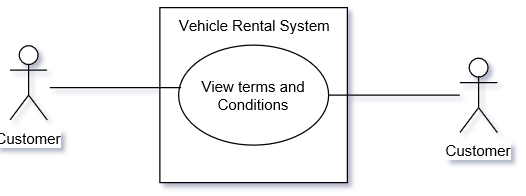 Vehicle Rental System
View terms and
Conditions
Customer
Customer